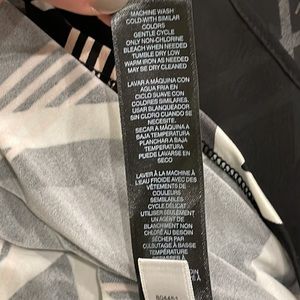 MACHINE WASH
COLD-WITH SIMILAR
COLORS
GENTLE CYCLE
ONLY NON-CHLORINE
BLEACH WHEN NEEDED
TUMBLE DRY LOW
WARM IRON AS NEEDED
MAY BE DRY CLEANED
LAVAR A MÁQUINA CON
AGUA FRIA EN
CICLO SUAVE CON
COLORES SIMILARES.
USAR BLANQUEADOR
SIN CLORO CUANDO SE
NECESITE.
SECAR A MÁQUINA A
BAJA TEMPERATURA
PLANCHAR A BAJA
TEMPERATURA
PUEDE LAVARSE EN
SECO
LAVER À LA MACHINE À
L'EAU FROIDE AVEC DES
VÊTEMENTS DE
COULEURS
SEMBLABLES
CYCLE DÉLICAT
UTILISER SEULEMENT
UN AGENT DE
BLANCHIMENT NON
CHLORÉ AU BESOIN
SÉCHER PAR
CULBUTAGE À BASSE
TEMPÉRATURE